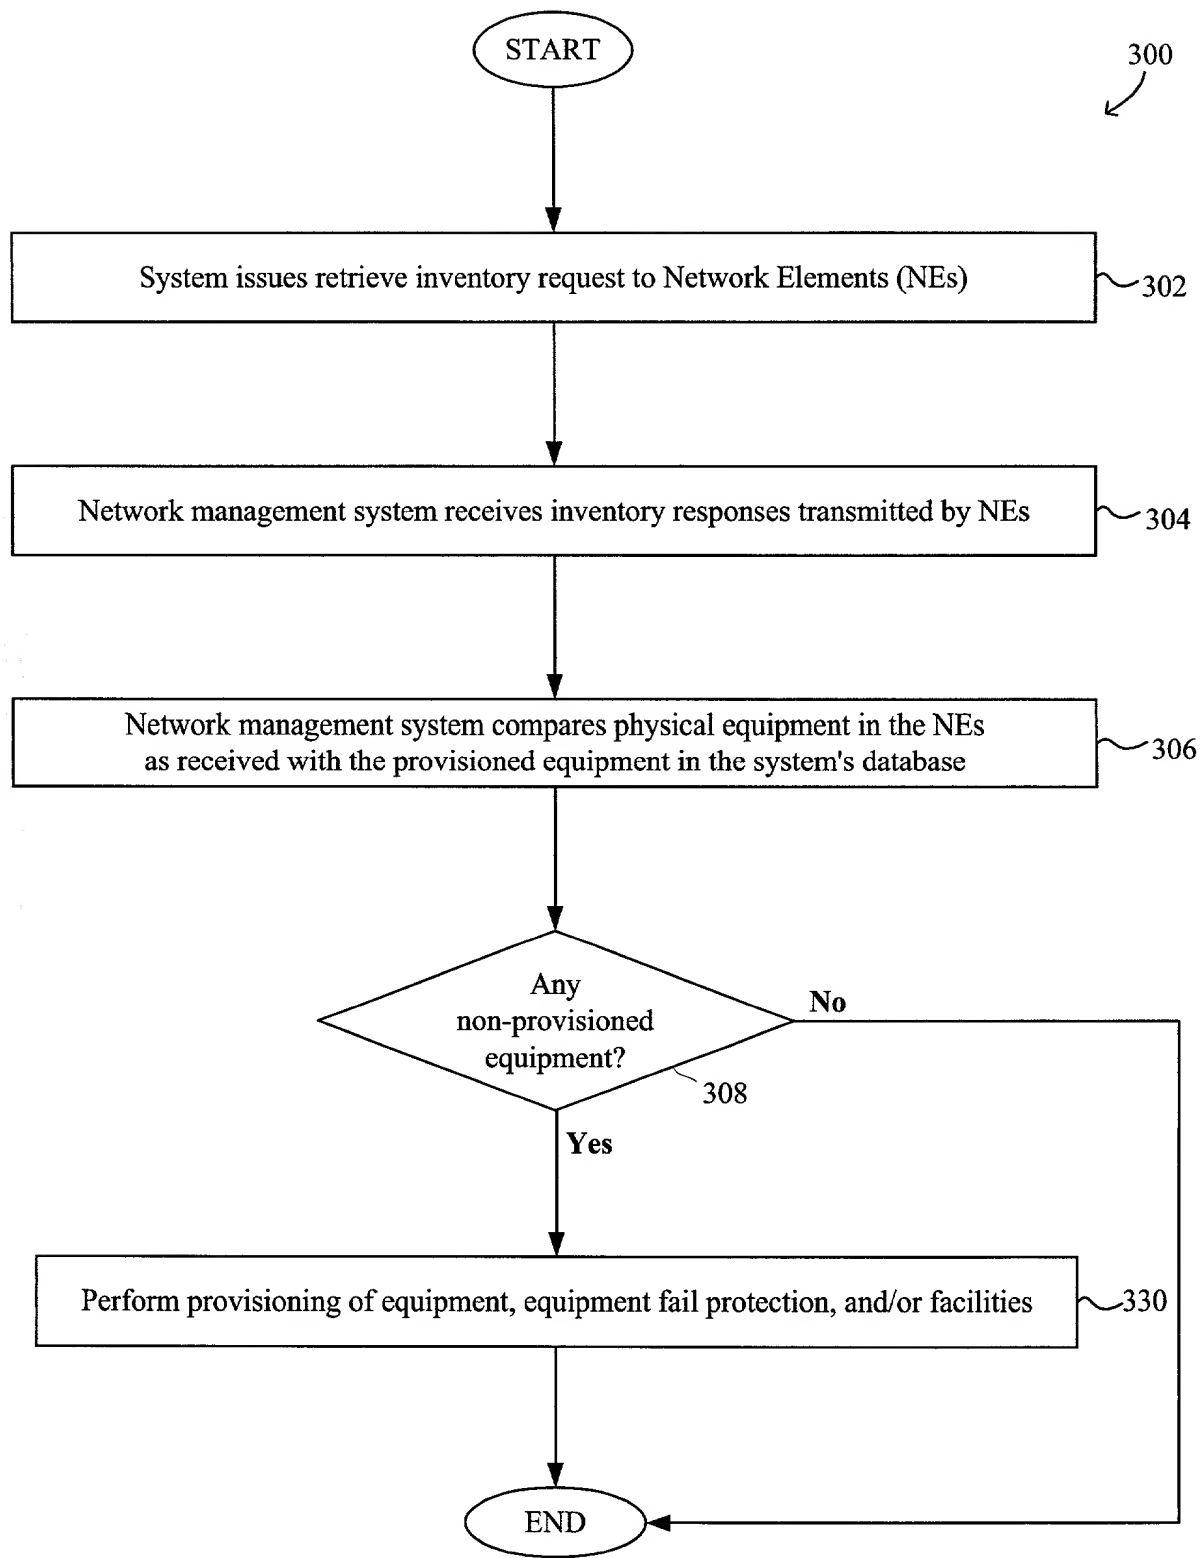 START
300
System issues retrieve inventory request to Network Elements (NEs)
302
Network management system receives inventory responses transmitted by NEs
304
Network management system compares physical equipment in the NEs
as received with the provisioned equipment in the system's database
306
Any
non-provisioned
equipment?
No
308
Yes
Perform provisioning of equipment, equipment fail protection, and/or facilities
330
END